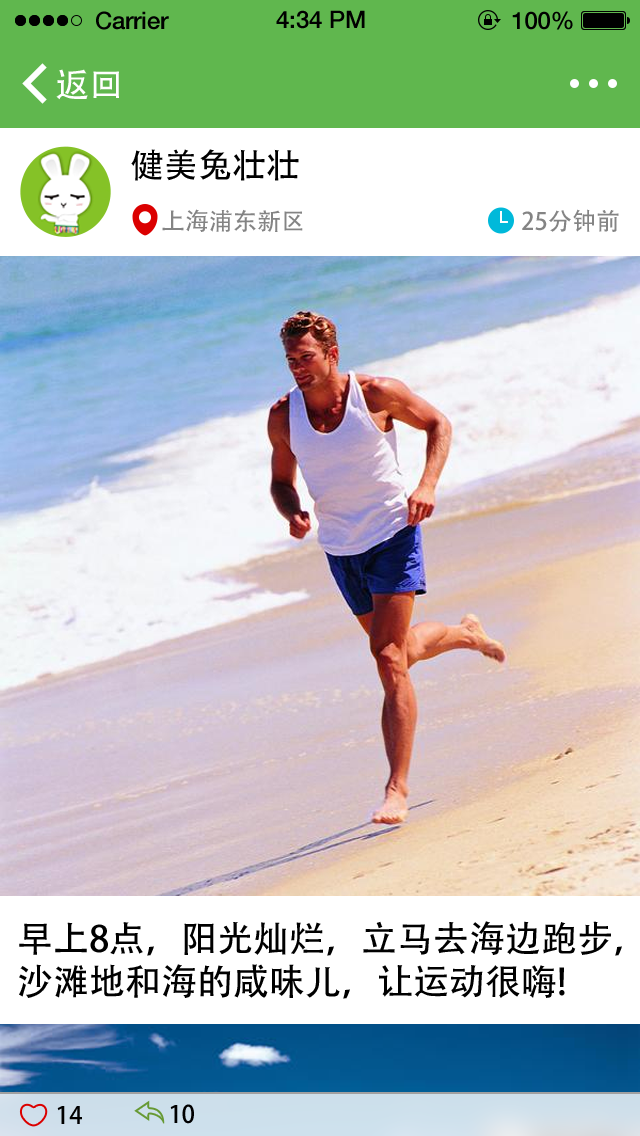 Carrier 4:34 PM 100%
返回
健美兔壮壮
上海浦东新区 25分钟前
早上8点，阳光灿烂，立马去海边跑步，
沙滩地和海的咸味儿，让运动很嗨!
14 10